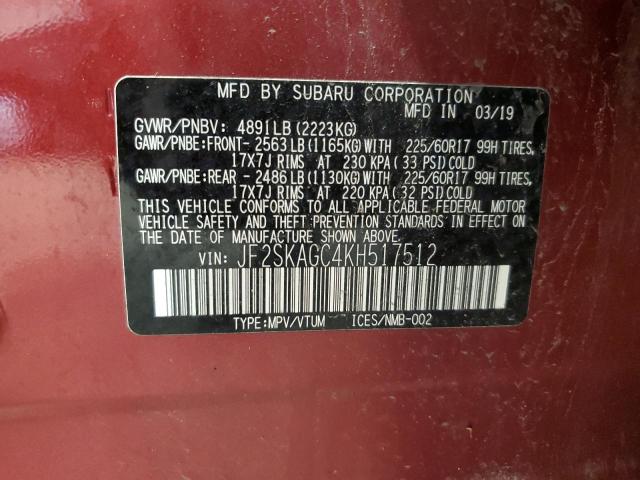 MFD BY SUBARU CORPORATION
MFD IN 03/19
GVWR/PNBV: 4891LB(2223KG)
GAWR/PNBE:FRONT- 2563LB(1165KG)WITH 225/60R17 99H TIRES,
17X7J RIMS AT 230 KPA (33 PSI)COLD
GAWR/PNBE:REAR - 2486LB(1130KG)WITH 225/60R17 99H TIRES,
17X7J RIMS AT 220 KPA (32 PSI)COLD
THIS VEHICLE CONFORMS TO ALL APPLICABLE FEDERAL MOTOR
VEHICLE SAFETY AND THEFT PREVENTION STANDARDS IN EFFECT
ON THE DATE OF MANUFACTURE SHOWN ABOVE.
VIN: JF2SKAGC4KH517512
TYPE:MPV/VTUM ICES/NMB-002